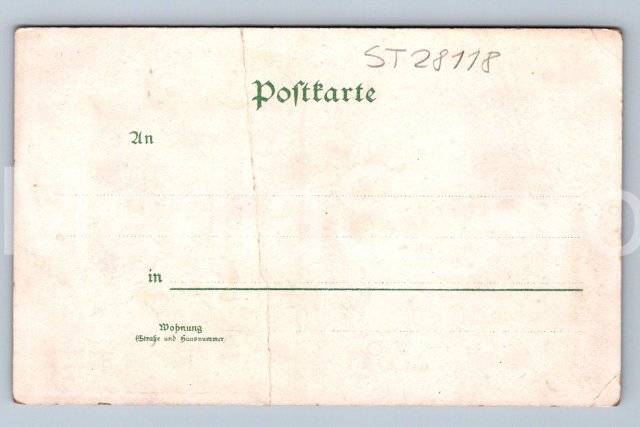 ST28118
Postkarte
An
in
Wohnung
(Straße und Hausnummer)